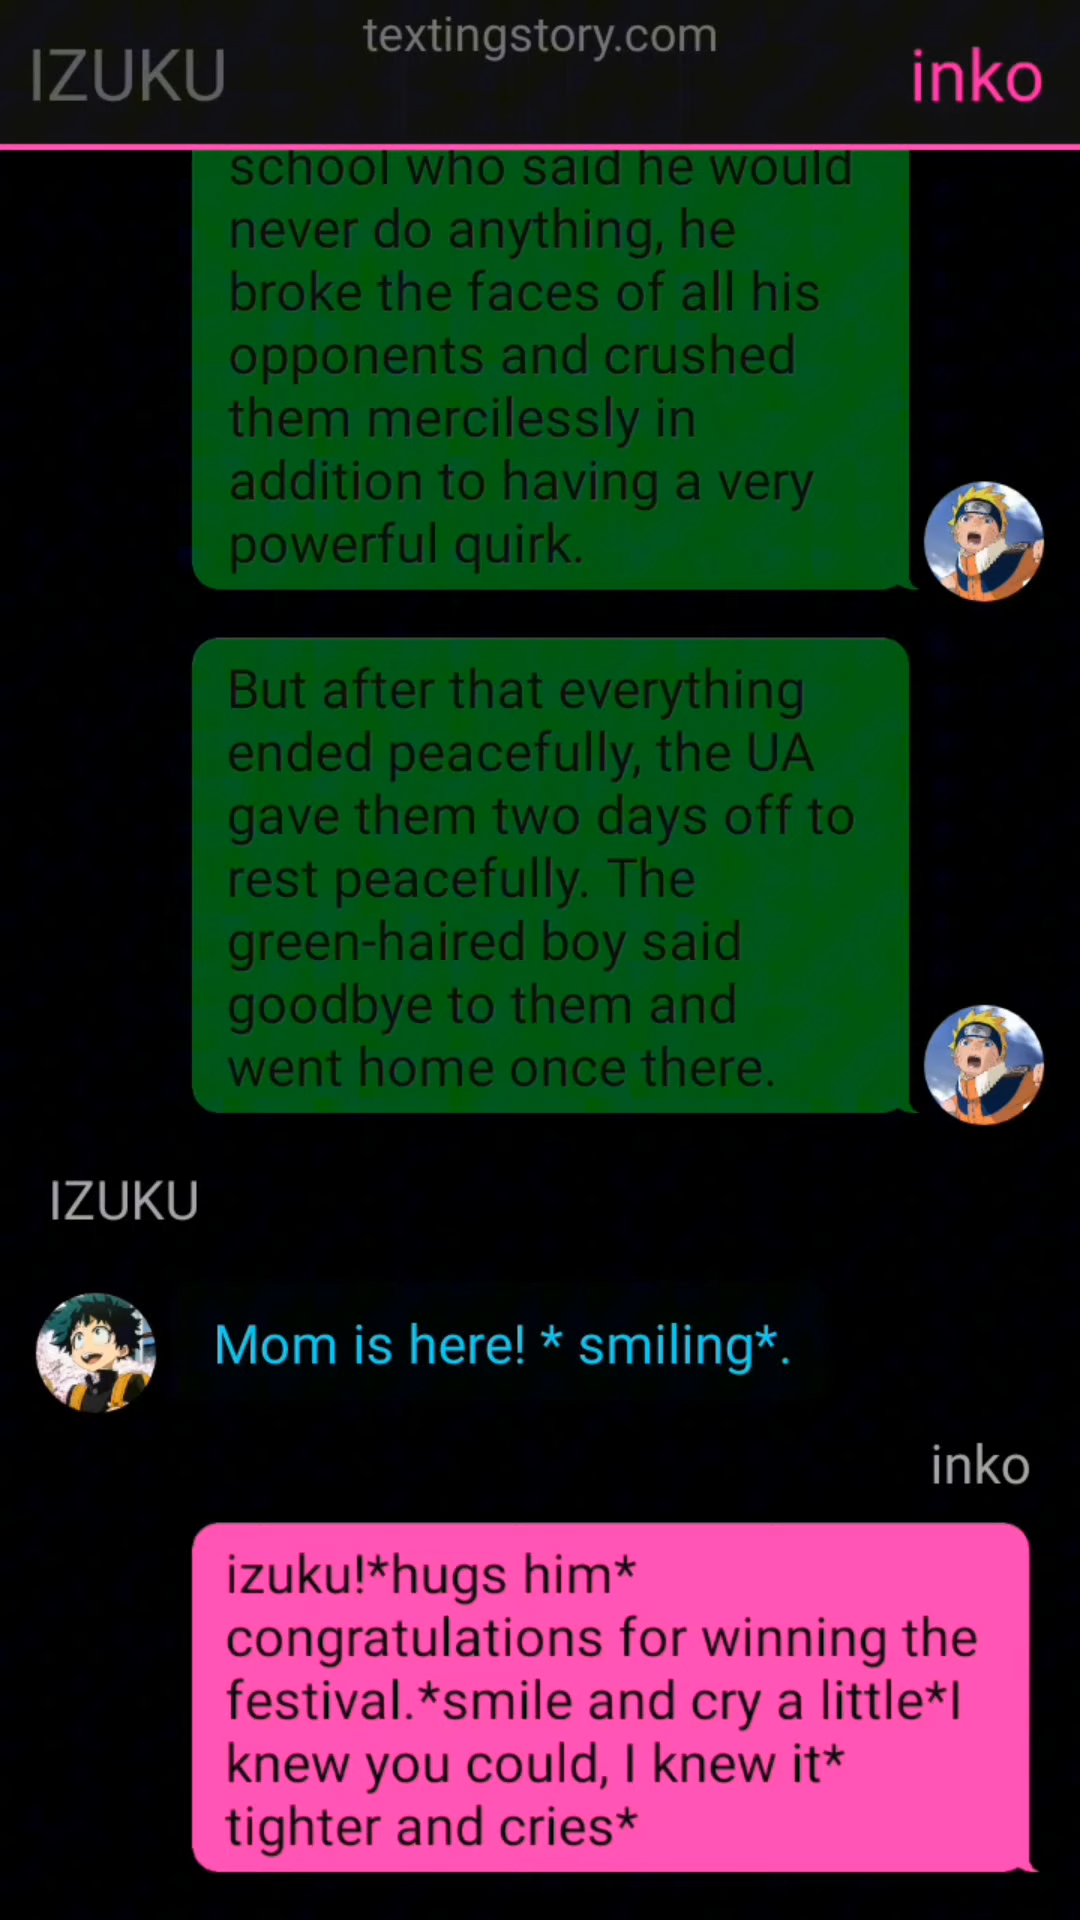 textingstory.com
IZUKU
inko
school who said he would
never do anything, he
broke the faces of all his
opponents and crushed
them mercilessly in
addition to having a very
powerful quirk.
But after that everything
ended peacefully, the UA
gave them two days off to
rest peacefully. The
green-haired boy said
goodbye to them and
went home once there.
IZUKU
Mom is here! * smiling*.
inko
izuku!*hugs him*
congratulations for winning the
festival.*smile and cry a little*I
knew you could, I knew it*
tighter and cries*